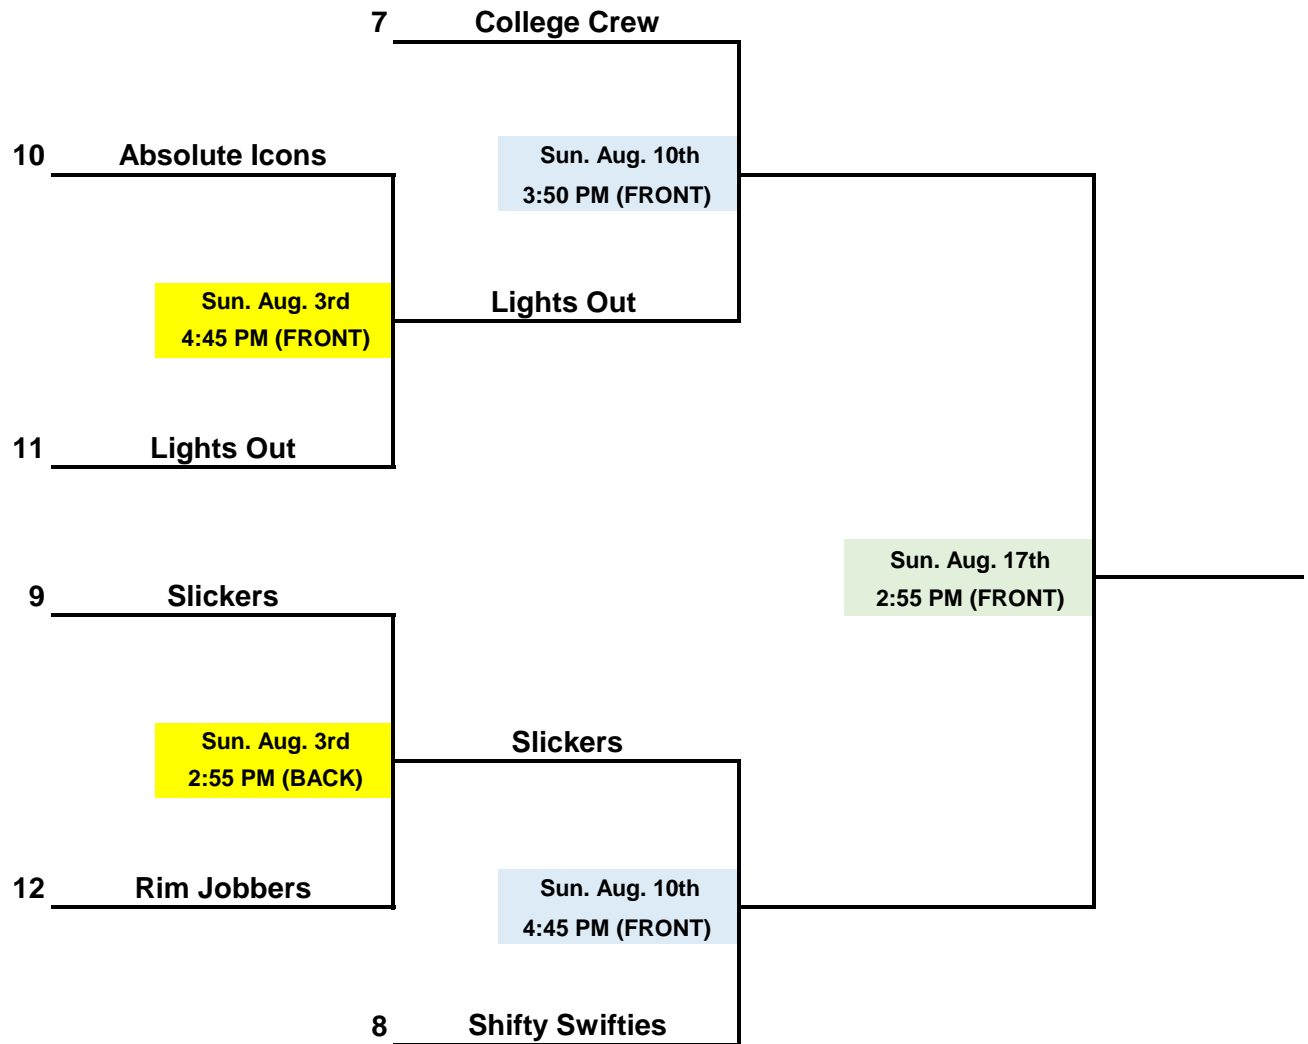 7 College Crew
10 Absolute Icons
Sun. Aug. 10th
3:50 PM (FRONT)
Sun. Aug. 3rd
4:45 PM (FRONT)
Lights Out
11 Lights Out
Sun. Aug. 17th
2:55 PM (FRONT)
9 Slickers
Sun. Aug. 3rd
2:55 PM (BACK)
Slickers
12 Rim Jobbers
Sun. Aug. 10th
4:45 PM (FRONT)
8 Shifty Swifties